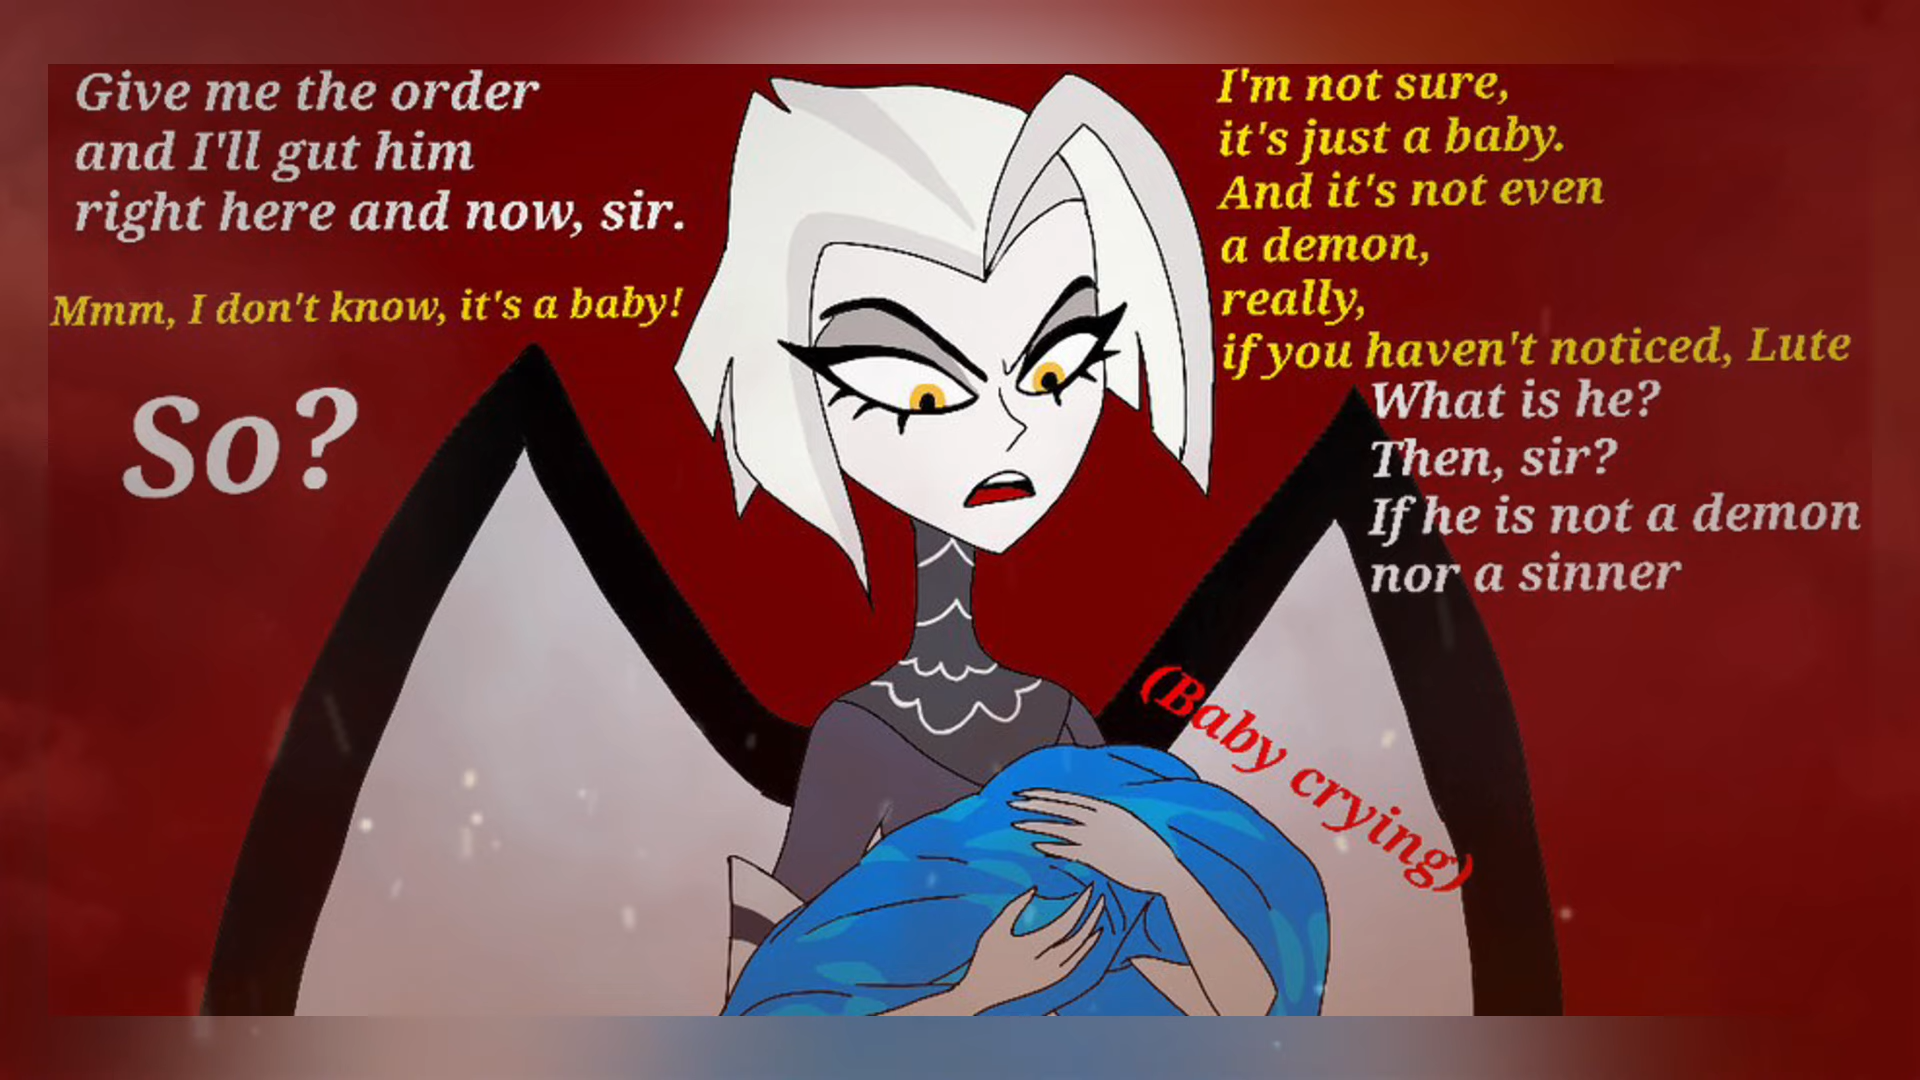 Give me the order
and I'll gut him
right here and now, sir.
Mmm, I don't know, it's a baby!
So?
I'm not sure,
it's just a baby.
And it's not even
a demon,
really,
if you haven't noticed, Lute
What is he?
Then, sir?
If he is not a demon
nor a sinner
(Baby crying)